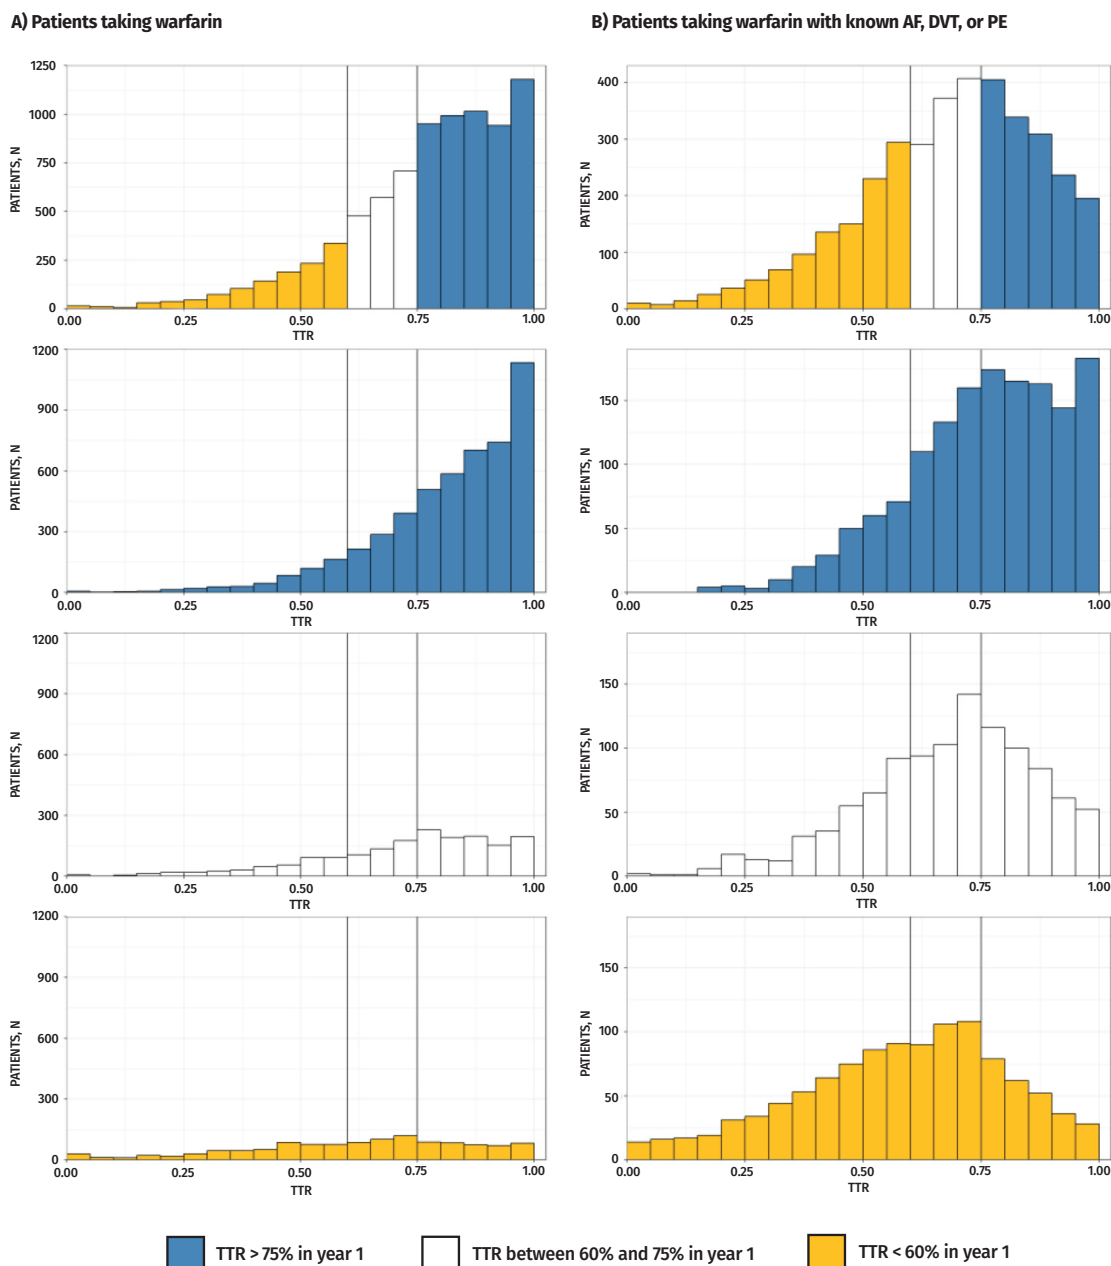 A) Patients taking warfarin
B) Patients taking warfarin with known AF, DVT, or PE
1250
1000
750
500
250
0
PATIENTS, N
0.00 0.25 0.50 0.75 1.00
TTR
400
300
200
100
0
PATIENTS, N
0.00 0.25 0.50 0.75 1.00
TTR
1200
900
600
300
0
PATIENTS, N
0.00 0.25 0.50 0.75 1.00
TTR
150
100
50
0
PATIENTS, N
0.00 0.25 0.50 0.75 1.00
TTR
1200
900
600
300
0
PATIENTS, N
0.00 0.25 0.50 0.75 1.00
TTR
150
100
50
0
PATIENTS, N
0.00 0.25 0.50 0.75 1.00
TTR
1200
900
600
300
0
PATIENTS, N
0.00 0.25 0.50 0.75 1.00
TTR
150
100
50
0
PATIENTS, N
0.00 0.25 0.50 0.75 1.00
TTR
TTR > 75% in year 1
TTR between 60% and 75% in year 1
TTR < 60% in year 1